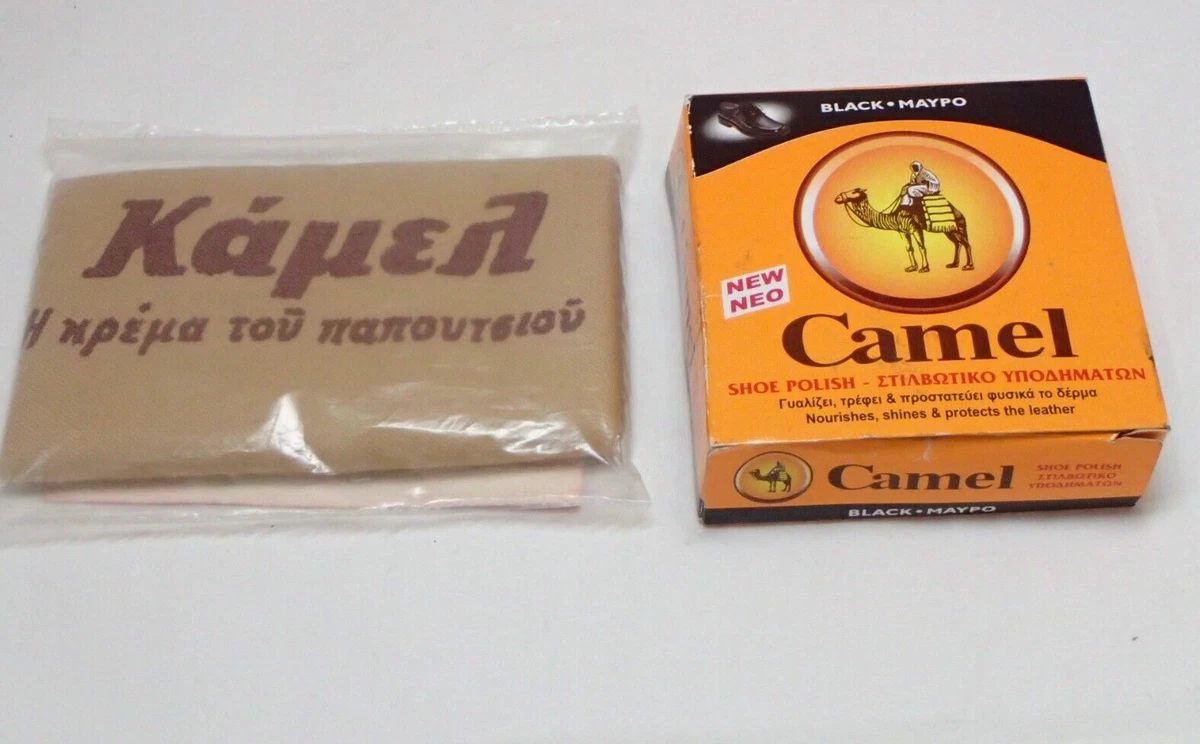 Κάμελ
Η κρέμα τοῦ παπουτσιοῦ
BLACK • ΜΑΥΡΟ
NEW
ΝΕΟ
Camel
SHOE POLISH - ΣΤΙΛΒΩΤΙΚΟ ΥΠΟΔΗΜΑΤΩΝ
Γυαλίζει, τρέφει & προστατεύει φυσικά το δέρμα
Nourishes, shines & protects the leather
Camel
SHOE POLISH
ΣΤΙΛΒΩΤΙΚΟ
ΥΠΟΔΗΜΑΤΩΝ
BLACK • ΜΑΥΡΟ